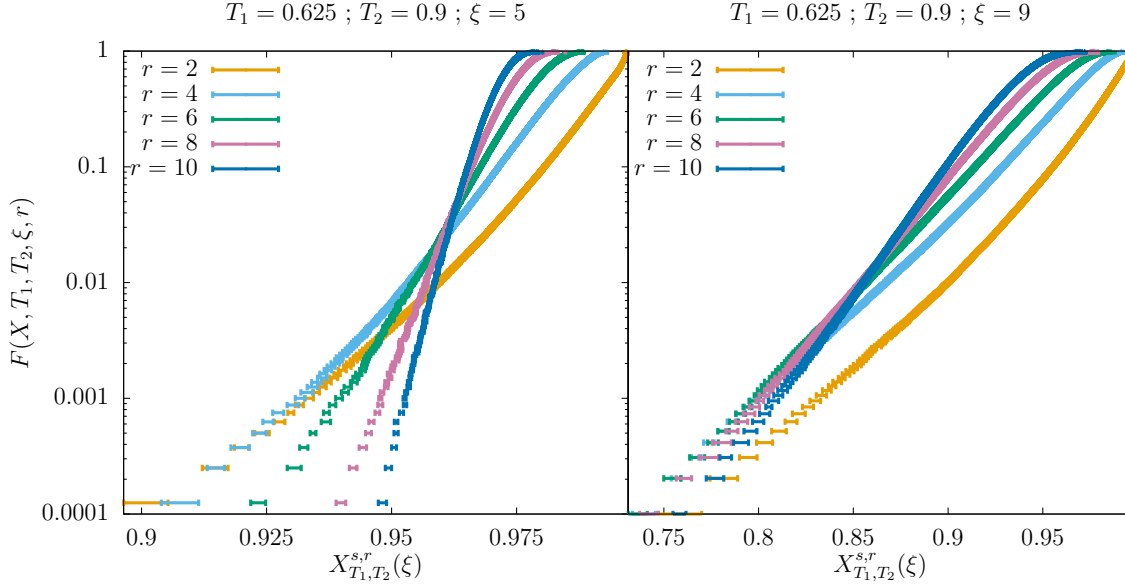 T₁ = 0.625 ; T₂ = 0.9 ; ξ = 5
T₁ = 0.625 ; T₂ = 0.9 ; ξ = 9
F(X, T₁, T₂, ξ, r)
1
0.1
0.01
0.001
0.0001
r = 2
r = 4
r = 6
r = 8
r = 10
r = 2
r = 4
r = 6
r = 8
r = 10
0.9 0.925 0.95 0.975
0.75 0.8 0.85 0.9 0.95
X^{s,r}_{T₁,T₂}(ξ)
X^{s,r}_{T₁,T₂}(ξ)